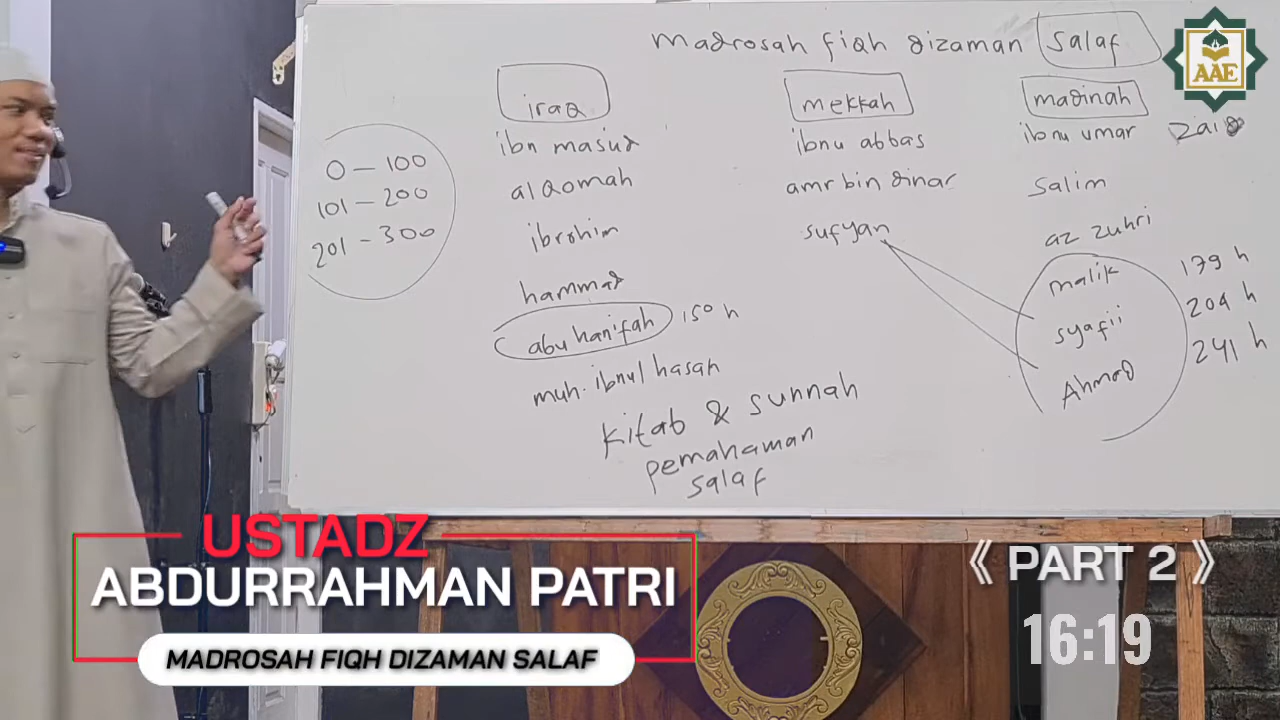 madrosah fiqh dizaman salaf
AAE
iraq
mekkah
madinah
ibn masud
ibnu abbas
ibnu umar zaid
alqomah
amr bin dinar
salim
ibrohim
sufyan
az zuhri
hammad
malik 179 h
abu hanifah 150 h
syafii 204 h
muh. ibnul hasan
Ahmad 241 h
0 - 100
101 - 200
201 - 300
kitab & sunnah
pemahaman
salaf
USTADZ
ABDURRAHMAN PATRI
MADROSAH FIQH DIZAMAN SALAF
《 PART 2 》
16:19